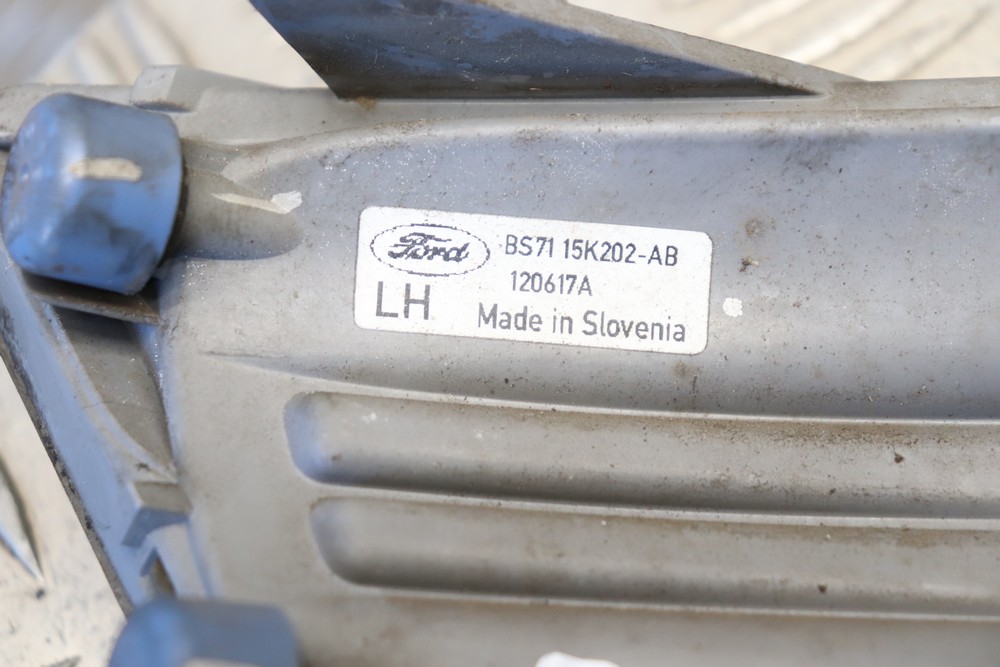 Ford BS71 15K202-AB
120617A
LH Made in Slovenia